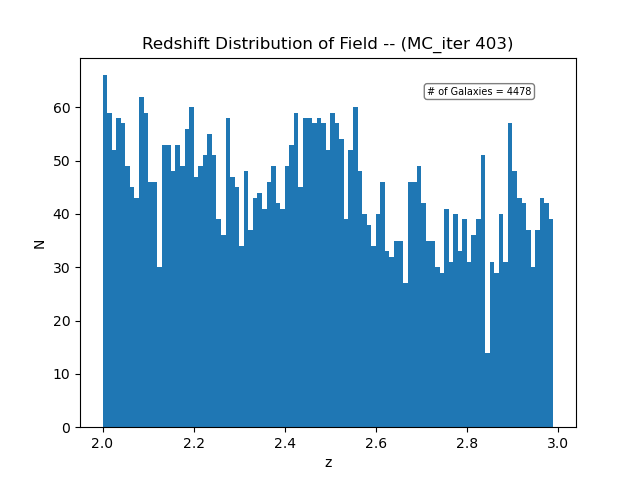 Redshift Distribution of Field -- (MC_iter 403)
# of Galaxies = 4478
60
50
40
30
20
10
0
N
2.0 2.2 2.4 2.6 2.8 3.0
z